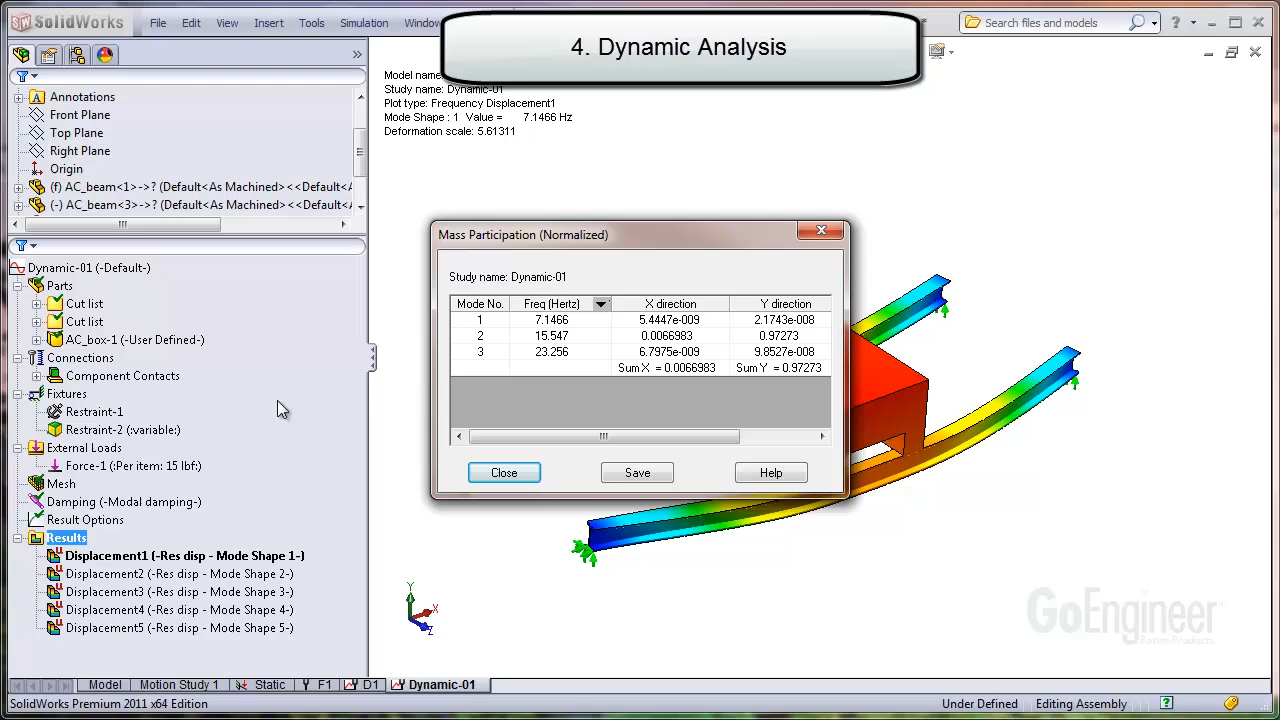 SolidWorks File Edit View Insert Tools Simulation Window Search files and models
4. Dynamic Analysis
Model name
Study name: Dynamic-01
Plot type: Frequency Displacement1
Mode Shape : 1 Value = 7.1466 Hz
Deformation scale: 5.61311
Annotations
Front Plane
Top Plane
Right Plane
Origin
(f) AC_beam<1>->? (Default<As Machined><<Default<A
(-) AC_beam<3>->? (Default<As Machined><<Default<A
Dynamic-01 (-Default-)
Parts
Cut list
Cut list
AC_box-1 (-User Defined-)
Connections
Component Contacts
Fixtures
Restraint-1
Restraint-2 (:variable:)
External Loads
Force-1 (:Per item: 15 lbf:)
Mesh
Damping (-Modal damping-)
Result Options
Results
Displacement1 (-Res disp - Mode Shape 1-)
Displacement2 (-Res disp - Mode Shape 2-)
Displacement3 (-Res disp - Mode Shape 3-)
Displacement4 (-Res disp - Mode Shape 4-)
Displacement5 (-Res disp - Mode Shape 5-)
Mass Participation (Normalized)
Study name: Dynamic-01
Mode No. Freq (Hertz) X direction Y direction
1 7.1466 5.4447e-009 2.1743e-008
2 15.547 0.0066983 0.97273
3 23.256 6.7975e-009 9.8527e-008
Sum X = 0.0066983 Sum Y = 0.97273
Close Save Help
Y
X
Z
GoEngineer
Model Motion Study 1 Static F1 D1 Dynamic-01
SolidWorks Premium 2011 x64 Edition Under Defined Editing Assembly